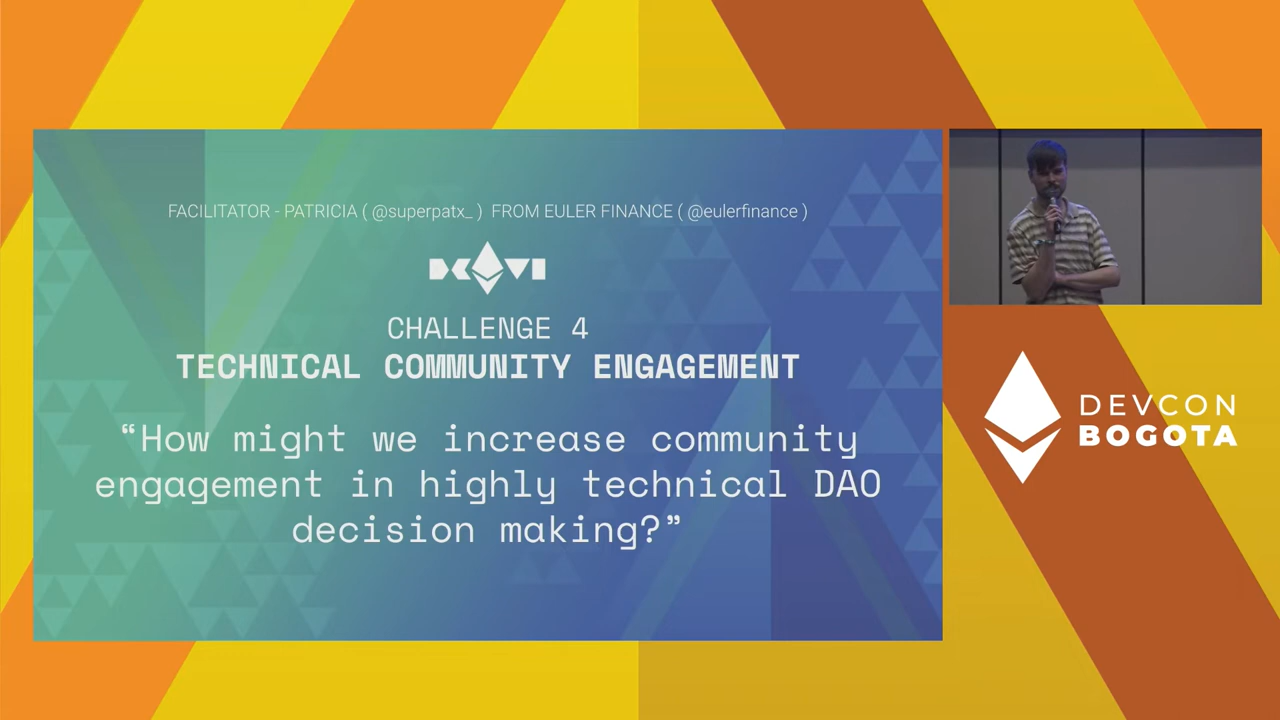 FACILITATOR - PATRICIA ( @superpatx_ ) FROM EULER FINANCE ( @eulerfinance )
DCVI
CHALLENGE 4
TECHNICAL COMMUNITY ENGAGEMENT
“How might we increase community
engagement in highly technical DAO
decision making?”
DEVCON
BOGOTA